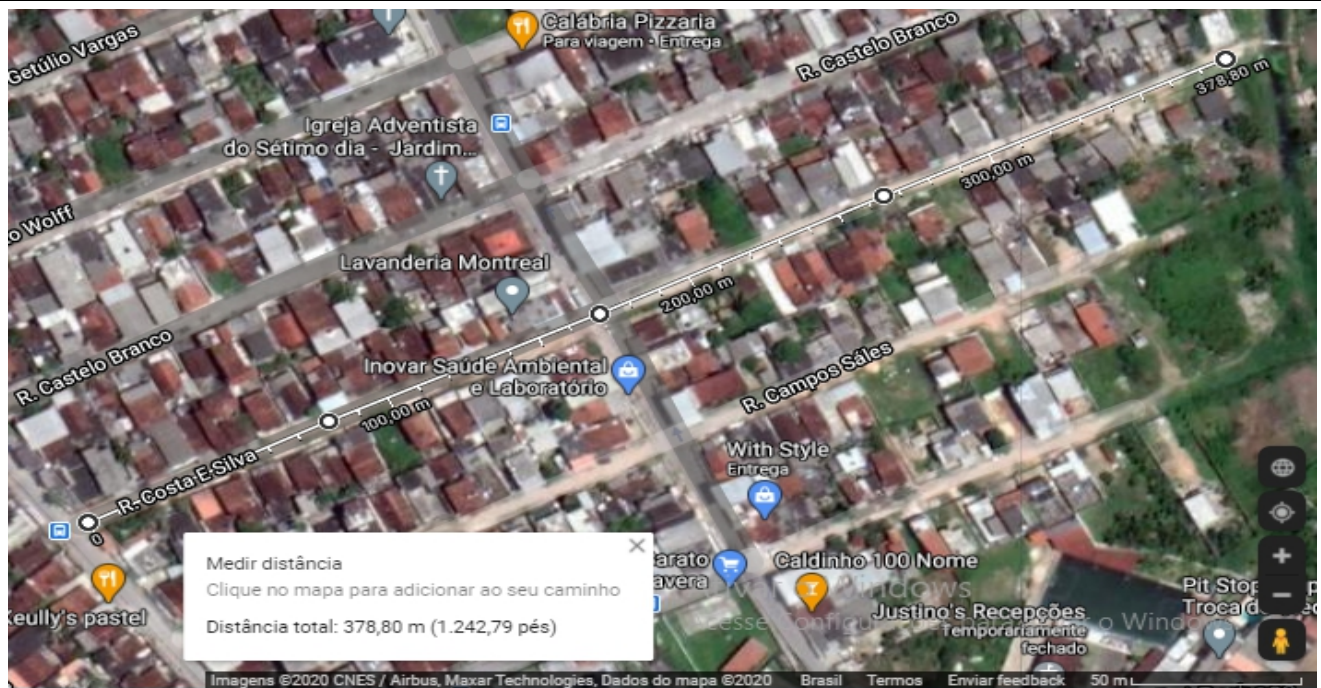 Getúlio Vargas
Calábria Pizzaria
Para viagem • Entrega
R. Castelo Branco
378,80 m
Igreja Adventista
do Sétimo dia - Jardim...
300,00 m
o Wolff
Lavanderia Montreal
200,00 m
R. Castelo Branco
Inovar Saúde Ambiental
e Laboratório
R. Campos Sáles
100,00 m
With Style
Entrega
R. Costa E Silva
0
Medir distância
Clique no mapa para adicionar ao seu caminho
Distância total: 378,80 m (1.242,79 pés)
arato
avera
Caldinho 100 Nome
Keully's pastel
Justino's Recepções
Temporariamente
fechado
Pit Stop
Troca d
Imagens ©2020 CNES / Airbus, Maxar Technologies, Dados do mapa ©2020 Brasil Termos Enviar feedback 50 m